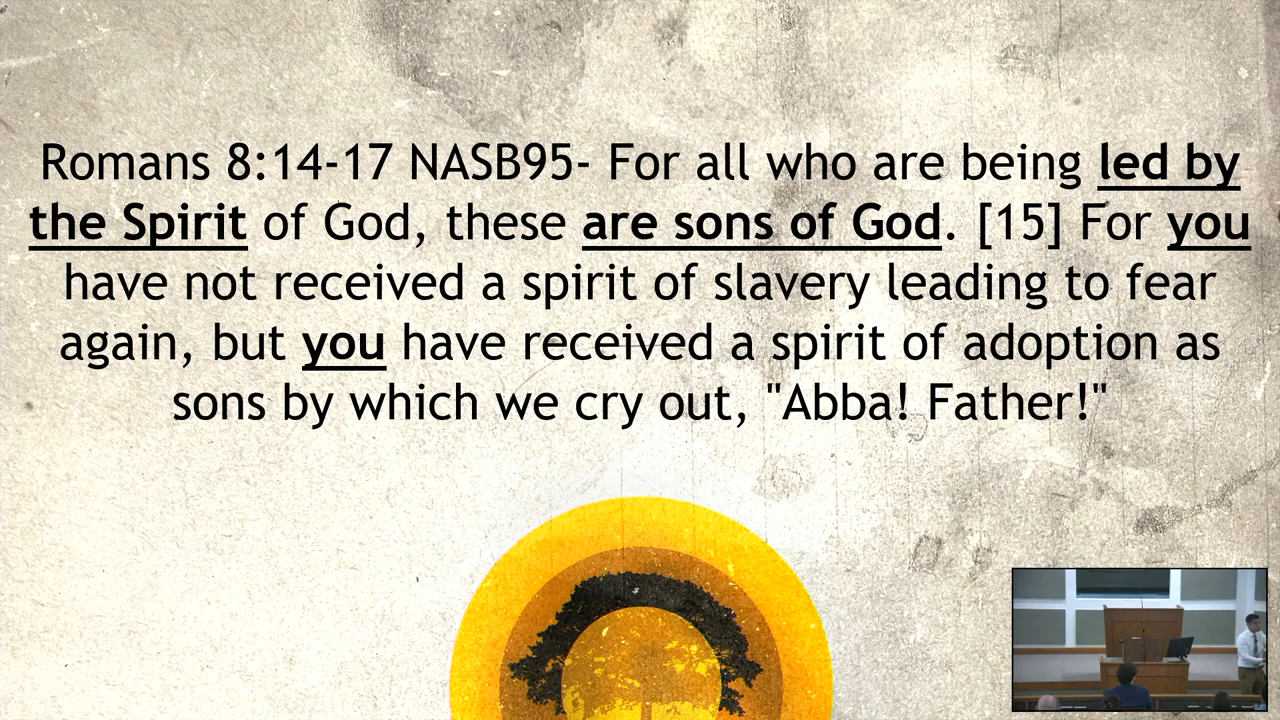 Romans 8:14-17 NASB95- For all who are being led by
the Spirit of God, these are sons of God. [15] For you
have not received a spirit of slavery leading to fear
again, but you have received a spirit of adoption as
sons by which we cry out, "Abba! Father!"